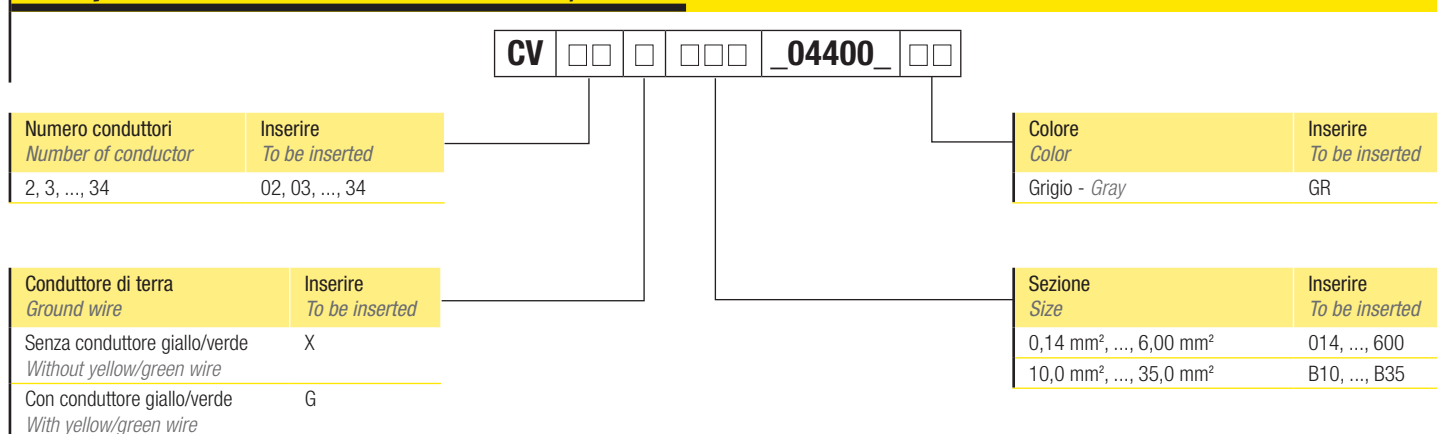 CV □□ □ □□□ _04400_ □□
Numero conduttori Inserire
Number of conductor To be inserted
2, 3, ..., 34 02, 03, ..., 34
Colore Inserire
Color To be inserted
Grigio - Gray GR
Conduttore di terra Inserire
Ground wire To be inserted
Senza conduttore giallo/verde X
Without yellow/green wire
Con conduttore giallo/verde G
With yellow/green wire
Sezione Inserire
Size To be inserted
0,14 mm², ..., 6,00 mm² 014, ..., 600
10,0 mm², ..., 35,0 mm² B10, ..., B35